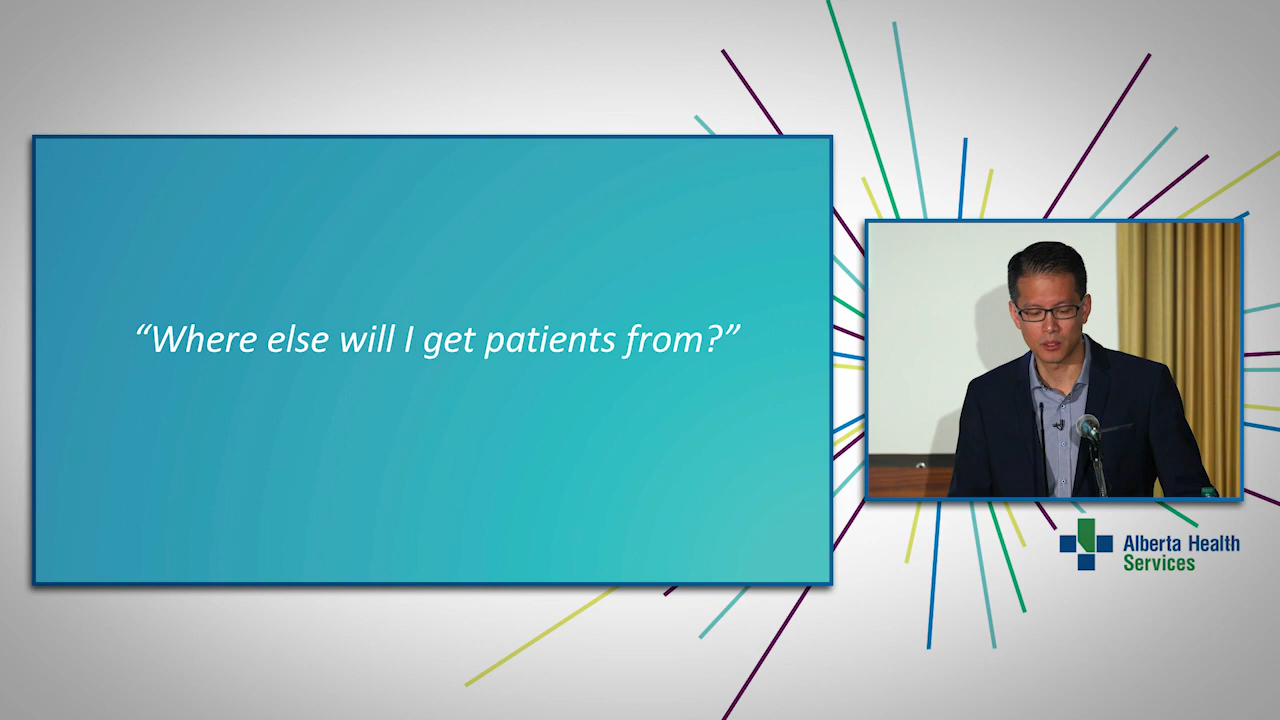 “Where else will I get patients from?”
Alberta Health
Services